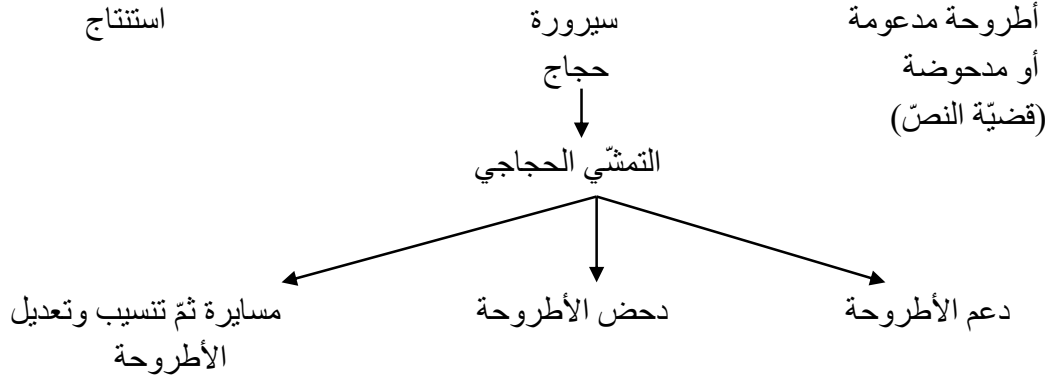 أطروحة مدعومة سيرورة استنتاج
أو مدحوضة حجاج
(قضيّة النصّ)
التمشّي الحجاجي
دعم الأطروحة دحض الأطروحة مسايرة ثمّ تنسيب وتعديل
الأطروحة